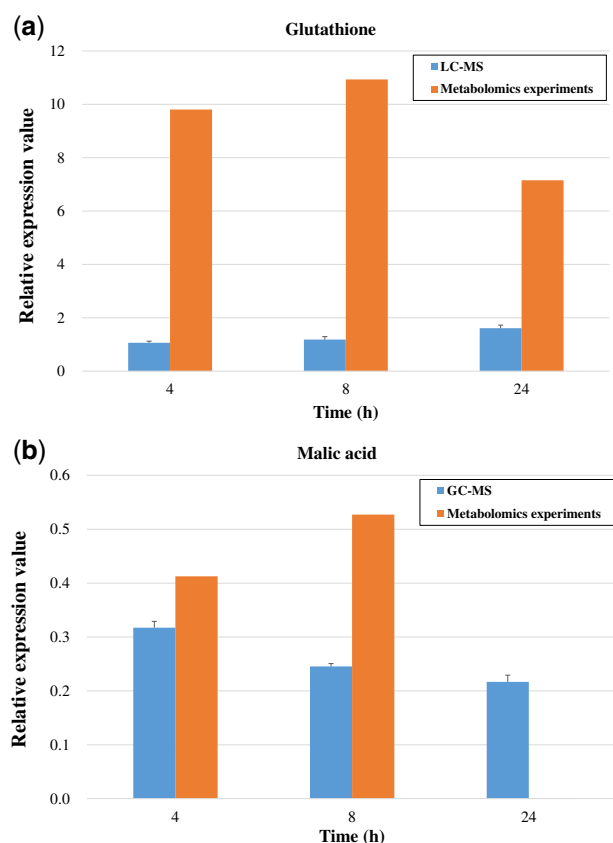 (a)
Glutathione
LC-MS
Metabolomics experiments
Relative expression value
12
10
8
6
4
2
0
4 8 24
Time (h)
(b)
Malic acid
GC-MS
Metabolomics experiments
Relative expression value
0.6
0.5
0.4
0.3
0.2
0.1
0.0
4 8 24
Time (h)